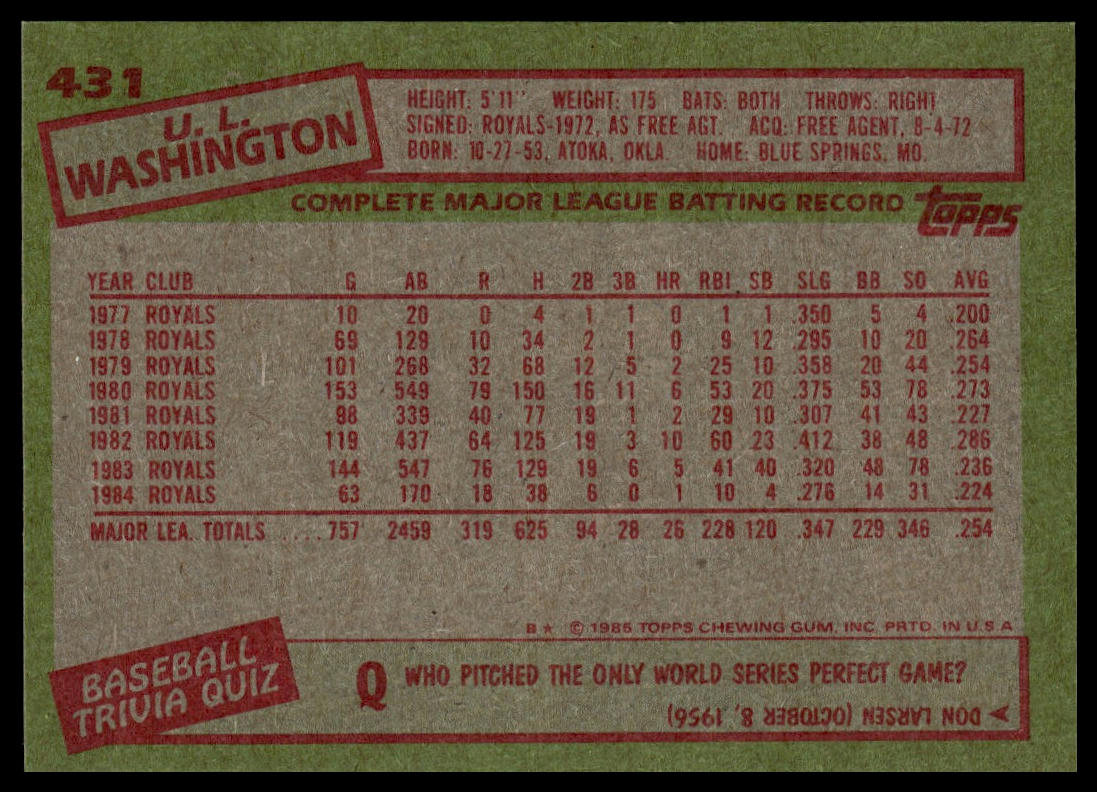 431
U. L.
WASHINGTON
HEIGHT: 5'11" WEIGHT: 175 BATS: BOTH THROWS: RIGHT
SIGNED: ROYALS-1972, AS FREE AGT. ACQ: FREE AGENT, 8-4-72
BORN: 10-27-53, ATOKA, OKLA. HOME: BLUE SPRINGS, MO.
COMPLETE MAJOR LEAGUE BATTING RECORD topps
YEAR CLUB G AB R H 2B 3B HR RBI SB SLG BB SO AVG
1977 ROYALS 10 20 0 4 1 1 0 1 1 .350 5 4 .200
1978 ROYALS 69 129 10 34 2 1 0 9 12 .295 10 20 .264
1979 ROYALS 101 268 32 68 12 5 2 25 10 .358 20 44 .254
1980 ROYALS 153 549 79 150 16 11 6 53 20 .375 53 78 .273
1981 ROYALS 98 339 40 77 19 1 2 29 10 .307 41 43 .227
1982 ROYALS 119 437 64 125 19 3 10 60 23 .412 38 48 .286
1983 ROYALS 144 547 76 129 19 6 5 41 40 .320 48 78 .236
1984 ROYALS 63 170 18 38 6 0 1 10 4 .276 14 31 .224
MAJOR LEA. TOTALS ....757 2459 319 625 94 28 26 228 120 .347 229 346 .254
B★ © 1985 TOPPS CHEWING GUM, INC. PRTD. IN U.S.A.
BASEBALL
TRIVIA QUIZ
Q WHO PITCHED THE ONLY WORLD SERIES PERFECT GAME?
DON LARSEN (OCTOBER 8, 1956)